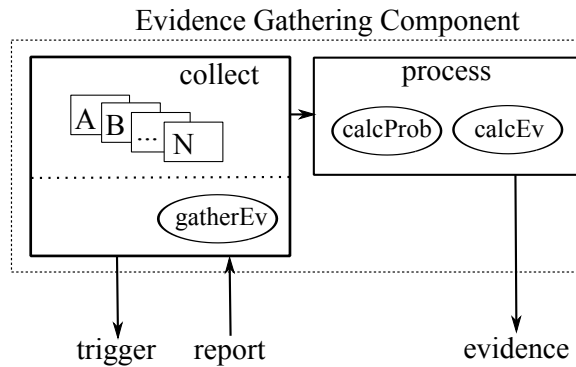 Evidence Gathering Component
collect
A
B
...
N
gatherEv
process
calcProb
calcEv
trigger
report
evidence